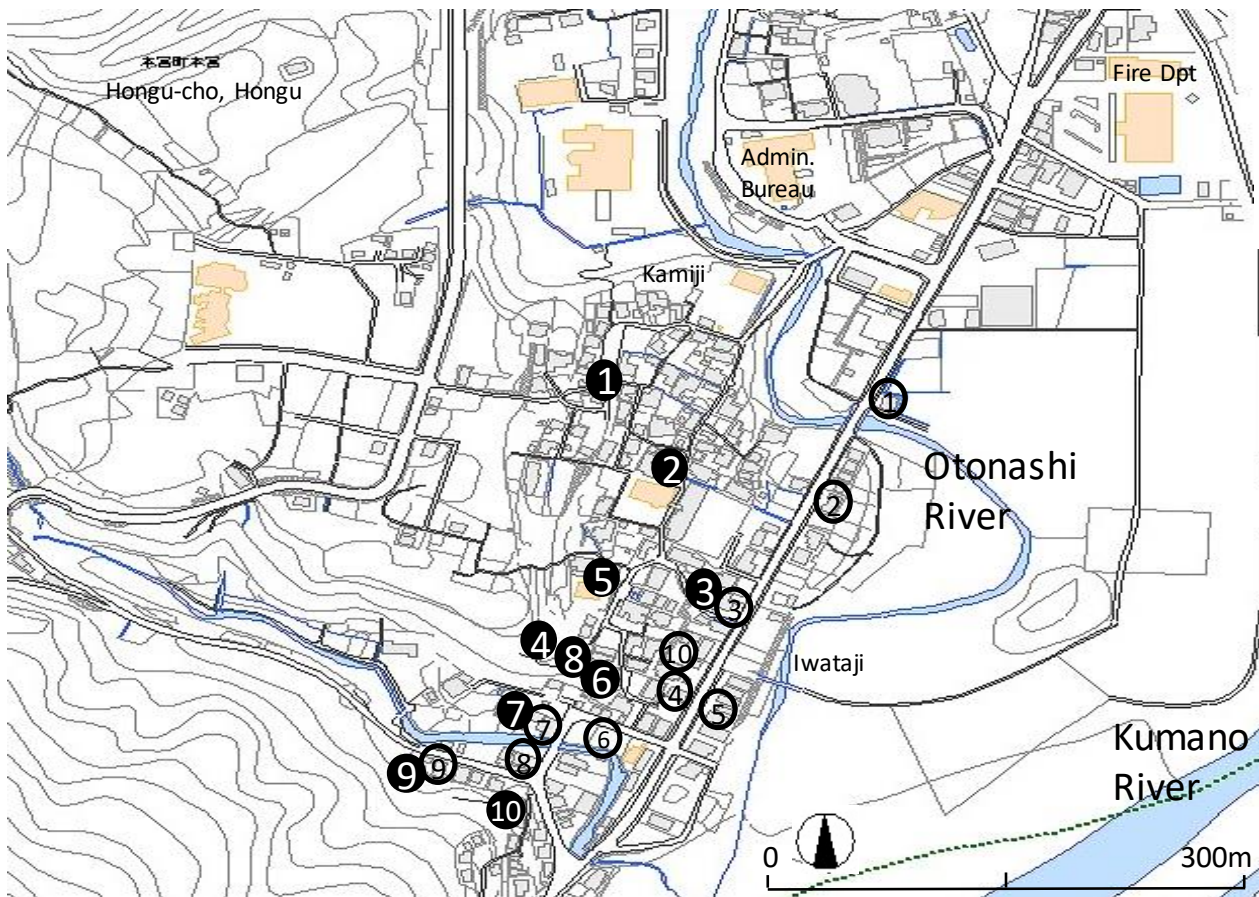 本宮町本宮
Hongu-cho, Hongu
Fire Dpt
Admin.
Bureau
Kamiji
1
1
2
2
Otonashi
River
5
3
3
4
8
6
10
4
5
Iwataji
7
7
6
8
9
9
10
Kumano
River
0
300m